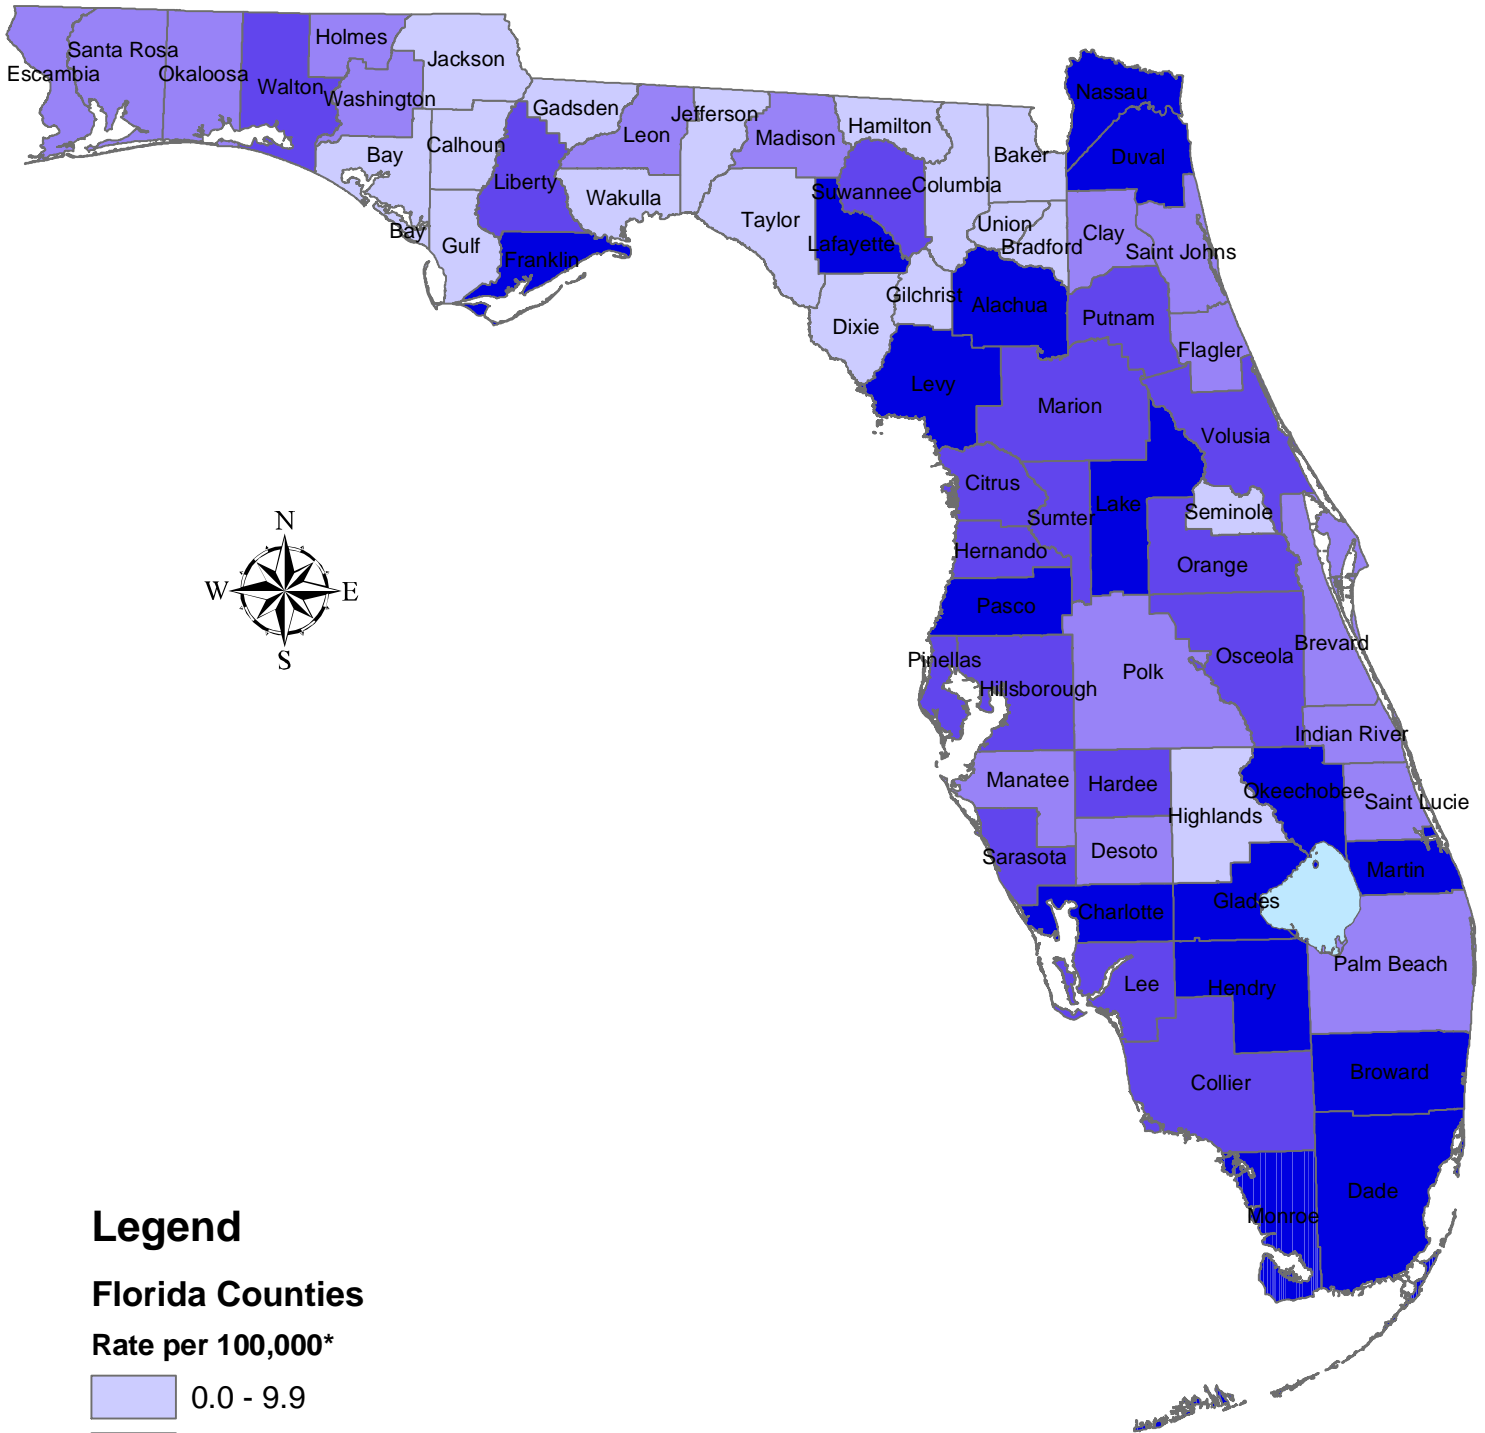 Holmes
Santa Rosa
Jackson
Escambia
Okaloosa
Walton
Washington
Gadsden
Jefferson
Leon
Madison
Hamilton
Nassau
Calhoun
Bay
Baker
Duval
Liberty
Suwannee
Columbia
Wakulla
Taylor
Union
Bay
Gulf
Lafayette
Bradford
Clay
Saint Johns
Franklin
Gilchrist
Alachua
Dixie
Putnam
Flagler
Levy
Marion
Volusia
Citrus
Lake
Seminole
Sumter
Hernando
Orange
Pasco
Brevard
Pinellas
Osceola
Polk
Hillsborough
Indian River
Manatee
Hardee
Okeechobee
Saint Lucie
Highlands
Sarasota
Desoto
Martin
Glades
Charlotte
Palm Beach
Lee
Hendry
Broward
Collier
Dade
Monroe
N
W E
S
Legend
Florida Counties
Rate per 100,000*
0.0 - 9.9